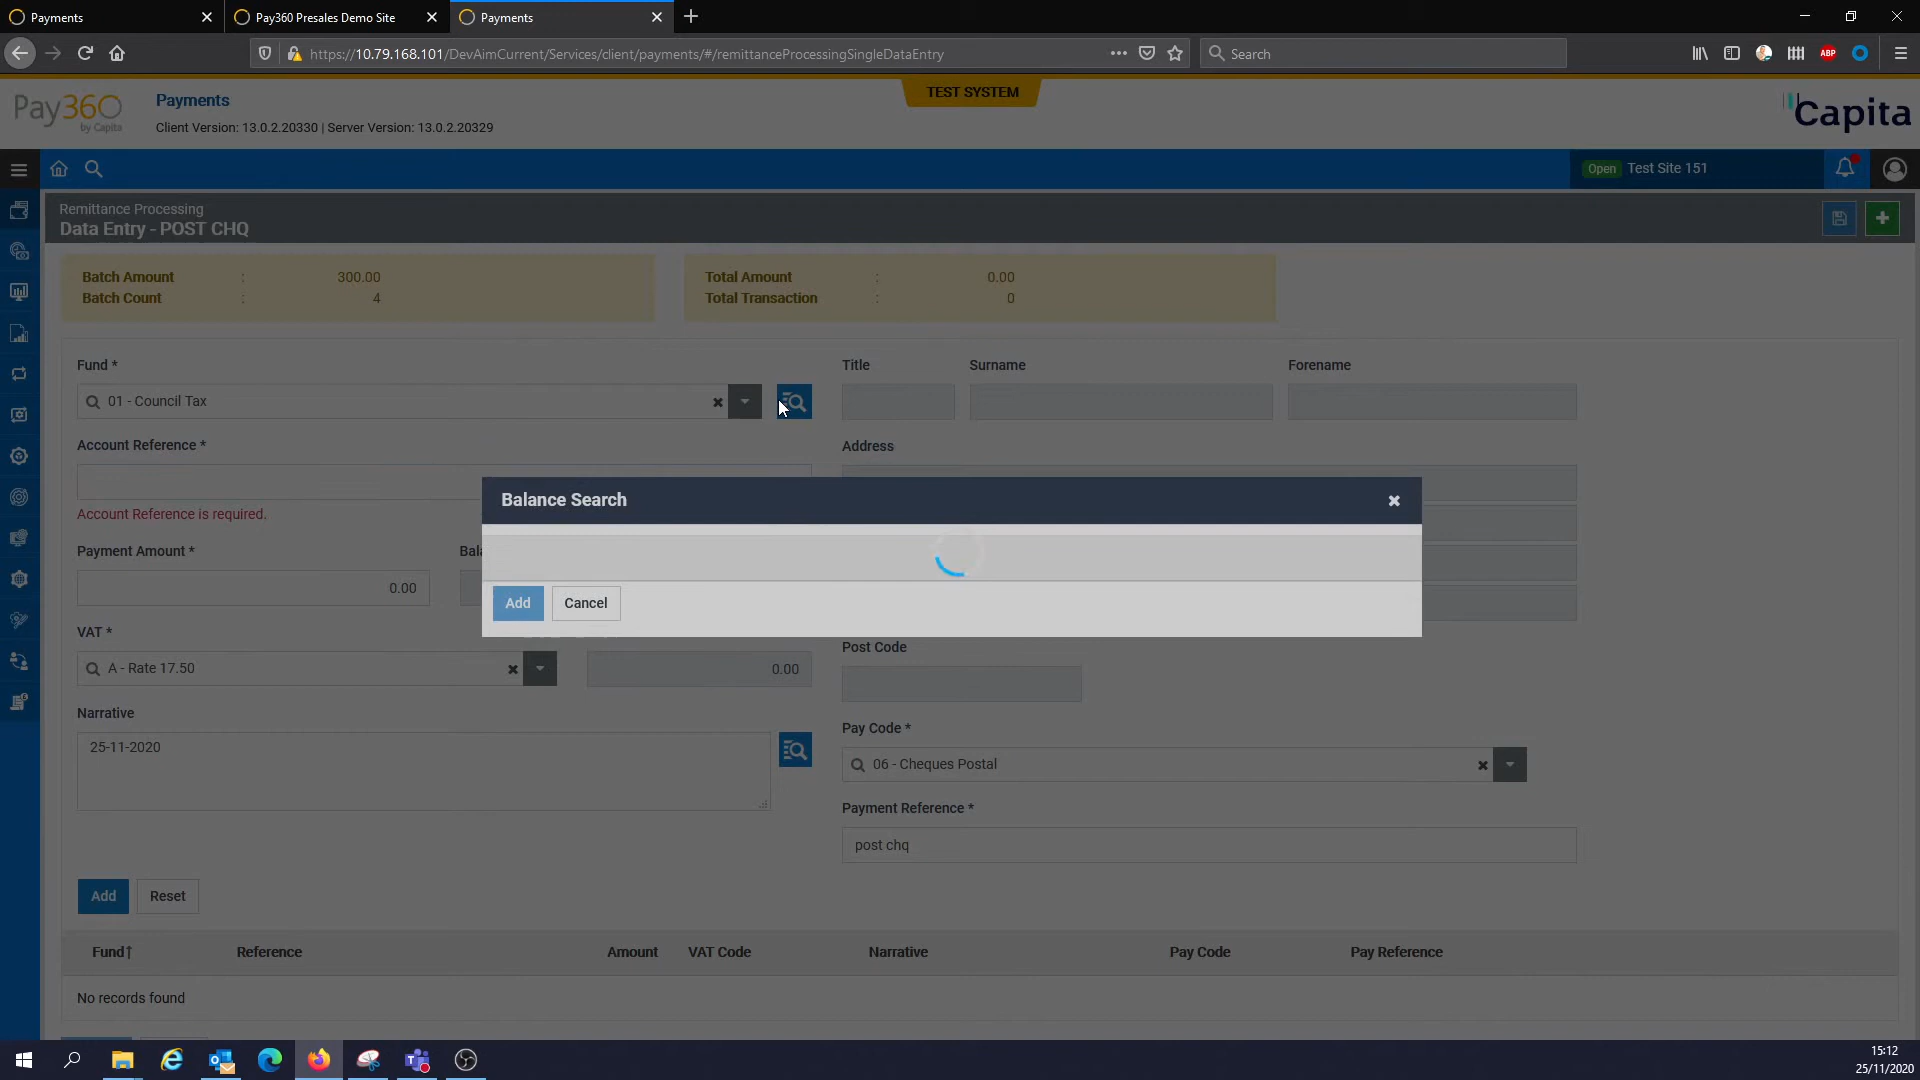 Payments
Pay360 Presales Demo Site
Payments
https://10.79.168.101/DevAimCurrent/Services/client/payments/#/remittanceProcessingSingleDataEntry
Search
ABP
Pay360
by Capita
Payments
Client Version: 13.0.2.20330 | Server Version: 13.0.2.20329
TEST SYSTEM
Capita
Open
Test Site 151
Remittance Processing
Data Entry - POST CHQ
Batch Amount : 300.00
Batch Count : 4
Total Amount : 0.00
Total Transaction : 0
Fund *
01 - Council Tax
Title
Surname
Forename
Account Reference *
Account Reference is required.
Address
Balance Search
Add
Cancel
Payment Amount *
0.00
VAT *
A - Rate 17.50
0.00
Post Code
Narrative
25-11-2020
Pay Code *
06 - Cheques Postal
Payment Reference *
post chq
Add
Reset
Fund↑ Reference Amount VAT Code Narrative Pay Code Pay Reference
No records found
15:12
25/11/2020